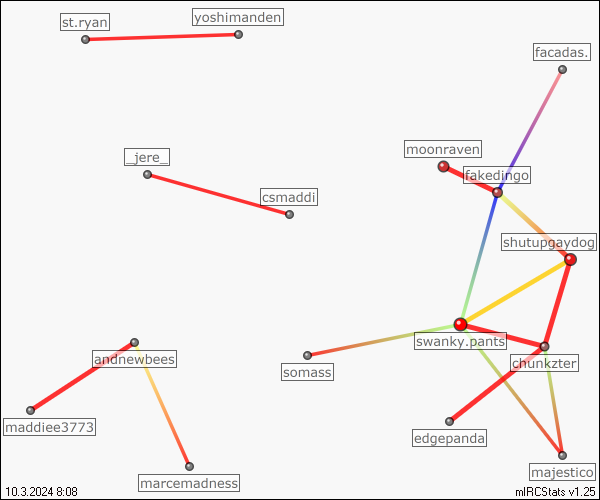 st.ryan
yoshimanden
facadas.
moonraven
_jere_
fakedingo
csmaddi
shutupgaydog
swanky.pants
andnewbees
chunkzter
somass
maddiee3773
edgepanda
majestico
marcemadness
10.3.2024 8:08
mIRCStats v1.25